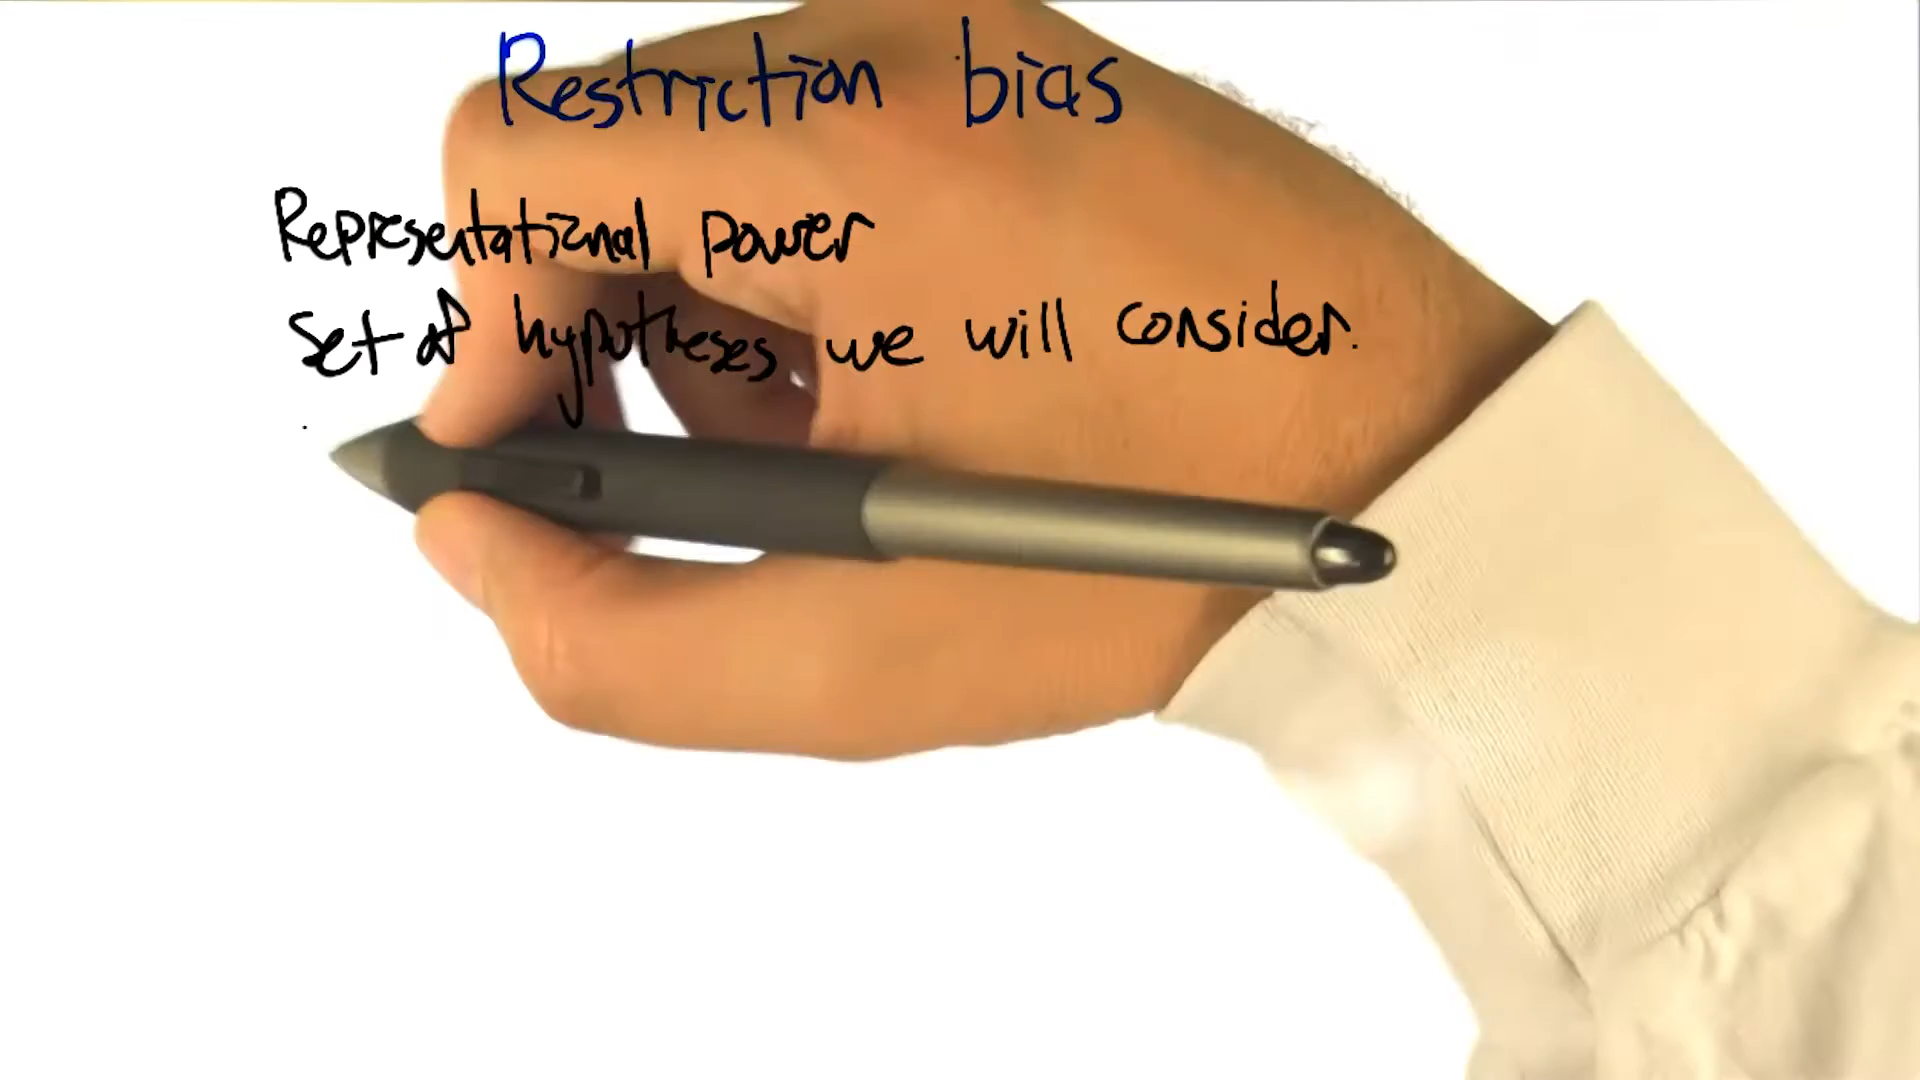 Restriction bias
Representational power
set of hypotheses we will consider.